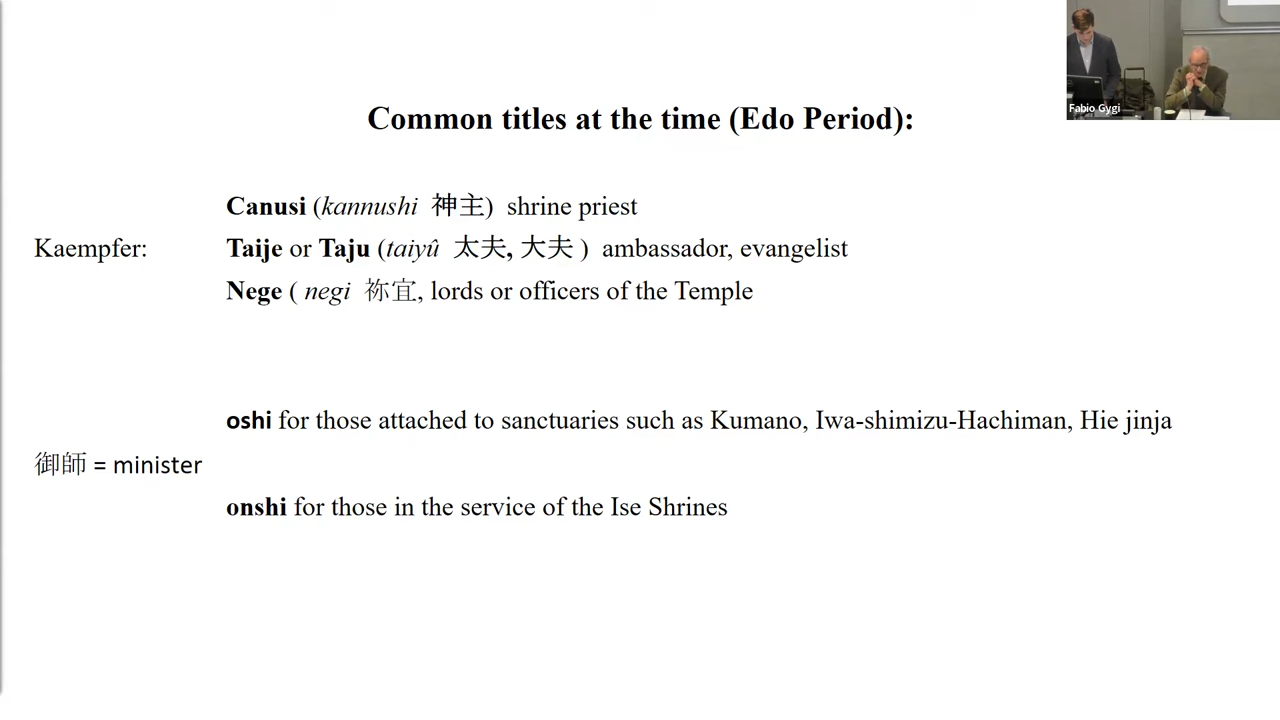 Common titles at the time (Edo Period):
Canusi (kannushi 神主) shrine priest
Kaempfer: Taije or Taju (taiyû 太夫, 大夫 ) ambassador, evangelist
Nege ( negi 祢宜, lords or officers of the Temple
oshi for those attached to sanctuaries such as Kumano, Iwa-shimizu-Hachiman, Hie jinja
御師 = minister
onshi for those in the service of the Ise Shrines
Fabio Gygi